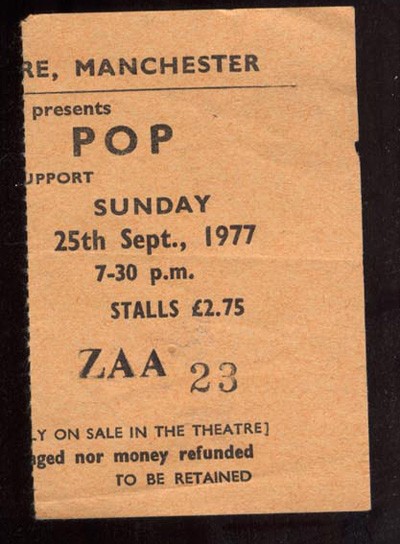 RE, MANCHESTER
presents
POP
UPPORT
SUNDAY
25th Sept., 1977
7-30 p.m.
STALLS £2.75
ZAA 23
LY ON SALE IN THE THEATRE]
aged nor money refunded
TO BE RETAINED